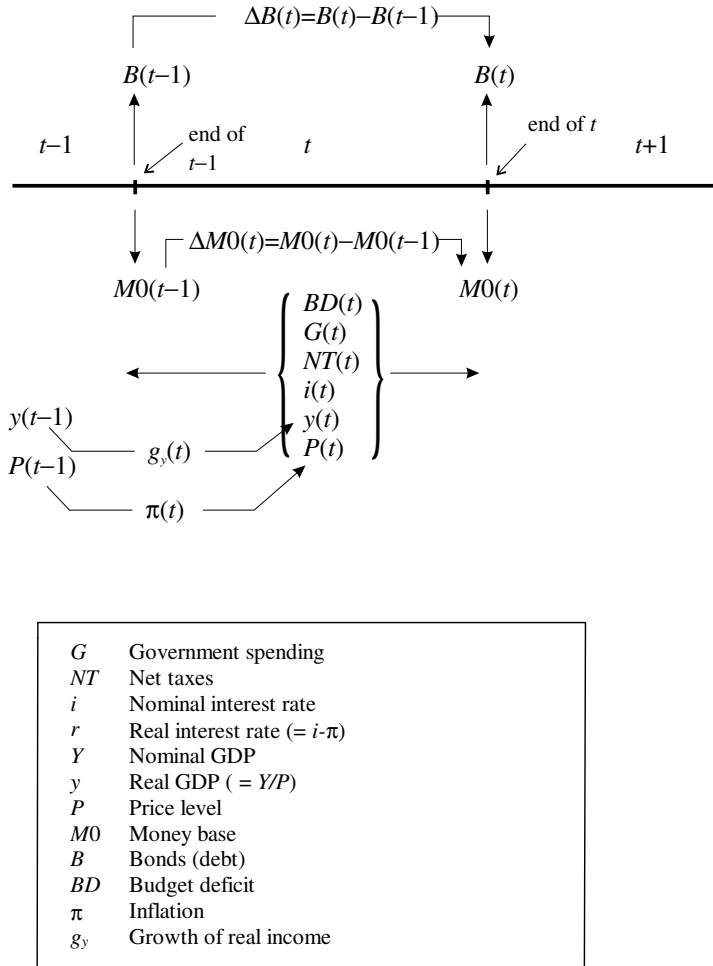 ΔB(t)=B(t)–B(t–1)
B(t–1)
B(t)
t–1
end of
t–1
t
end of t
t+1
ΔM0(t)=M0(t)–M0(t–1)
M0(t–1)
M0(t)
BD(t)
G(t)
NT(t)
i(t)
y(t)
P(t)
y(t–1)
g_y(t)
P(t–1)
π(t)
G Government spending
NT Net taxes
i Nominal interest rate
r Real interest rate (= i-π)
Y Nominal GDP
y Real GDP ( = Y/P)
P Price level
M0 Money base
B Bonds (debt)
BD Budget deficit
π Inflation
g_y Growth of real income